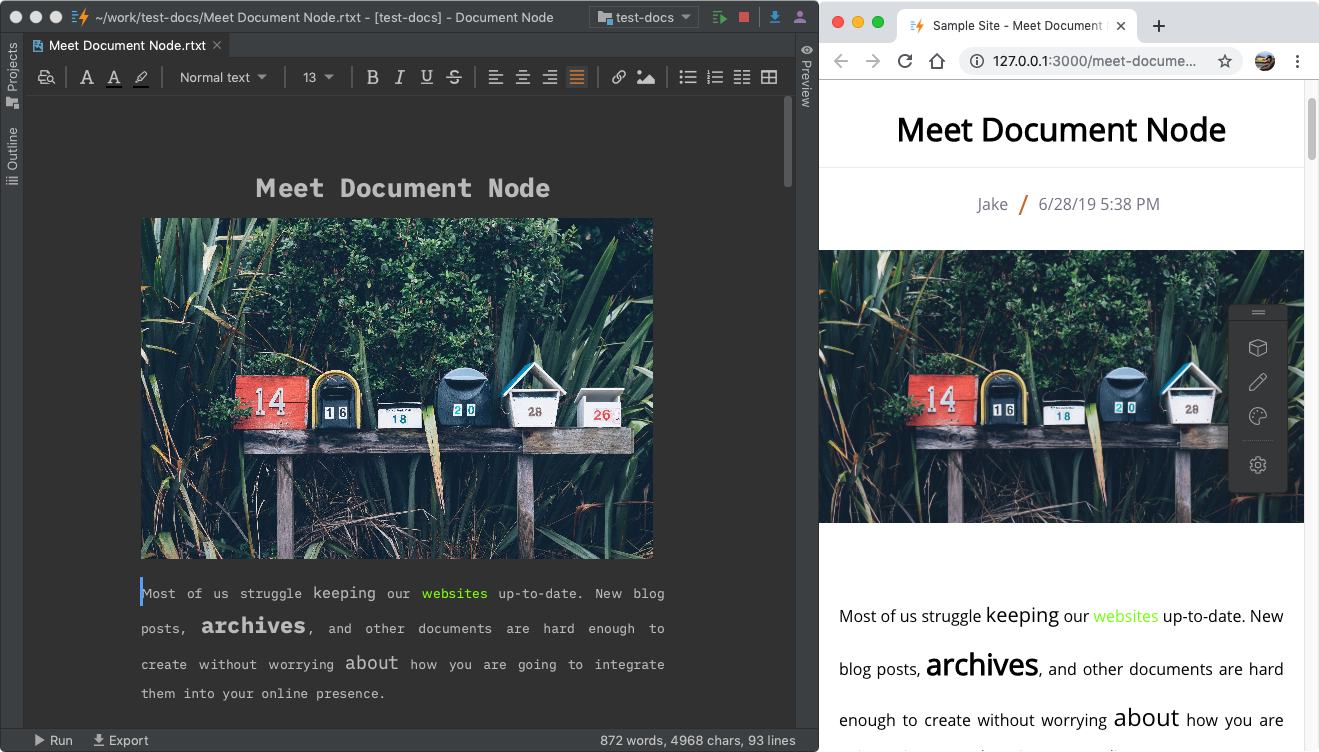 ~/work/test-docs/Meet Document Node.rtxt - [test-docs] - Document Node
test-docs
Projects
Outline
Meet Document Node.rtxt
Normal text
13
Preview
Meet Document Node
14
16
18
20
28
26
Most of us struggle keeping our websites up-to-date. New blog
posts, archives, and other documents are hard enough to
create without worrying about how you are going to integrate
them into your online presence.
Run
Export
872 words, 4968 chars, 93 lines
Sample Site - Meet Document
127.0.0.1:3000/meet-docume...
Meet Document Node
Jake / 6/28/19 5:38 PM
14
16
18
20
28
Most of us struggle keeping our websites up-to-date. New
blog posts, archives, and other documents are hard
enough to create without worrying about how you are